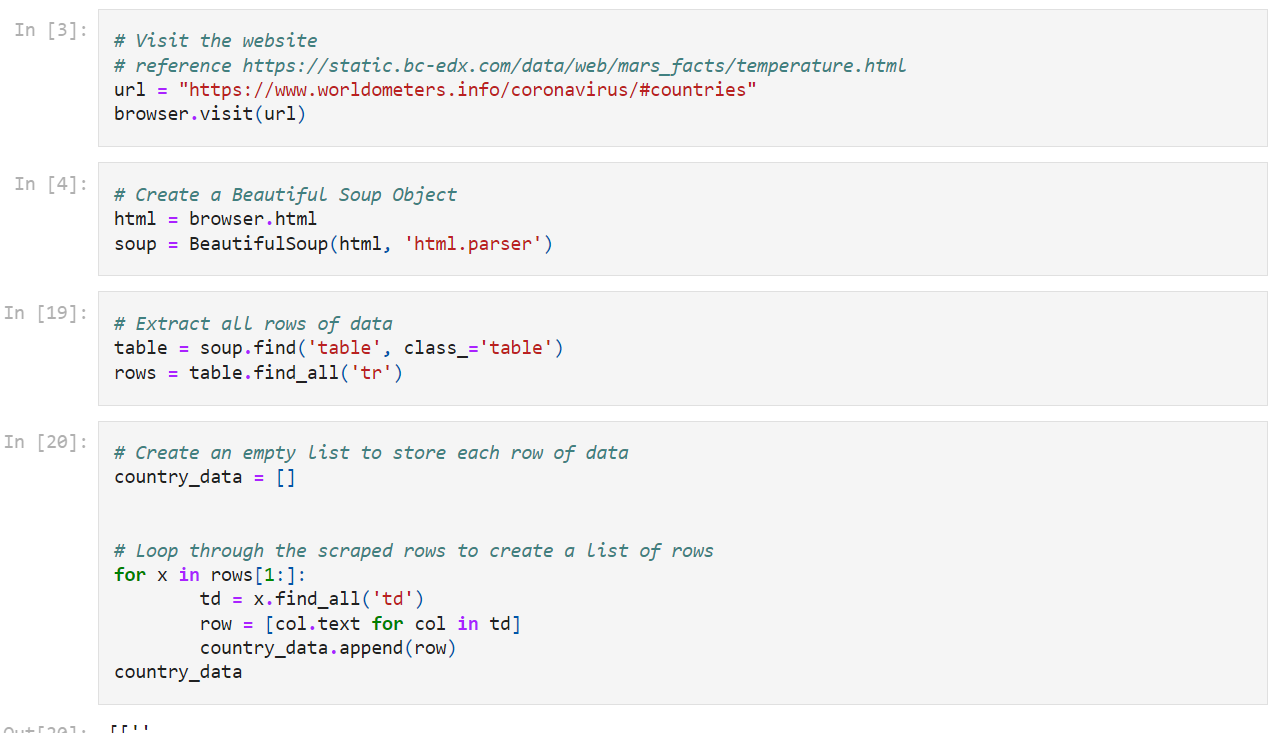 In [3]:
# Visit the website
# reference https://static.bc-edx.com/data/web/mars_facts/temperature.html
url = "https://www.worldometers.info/coronavirus/#countries"
browser.visit(url)
In [4]:
# Create a Beautiful Soup Object
html = browser.html
soup = BeautifulSoup(html, 'html.parser')
In [19]:
# Extract all rows of data
table = soup.find('table', class_='table')
rows = table.find_all('tr')
In [20]:
# Create an empty list to store each row of data
country_data = []
# Loop through the scraped rows to create a list of rows
for x in rows[1:]:
        td = x.find_all('td')
        row = [col.text for col in td]
        country_data.append(row)
country_data
Out[20]: [[''